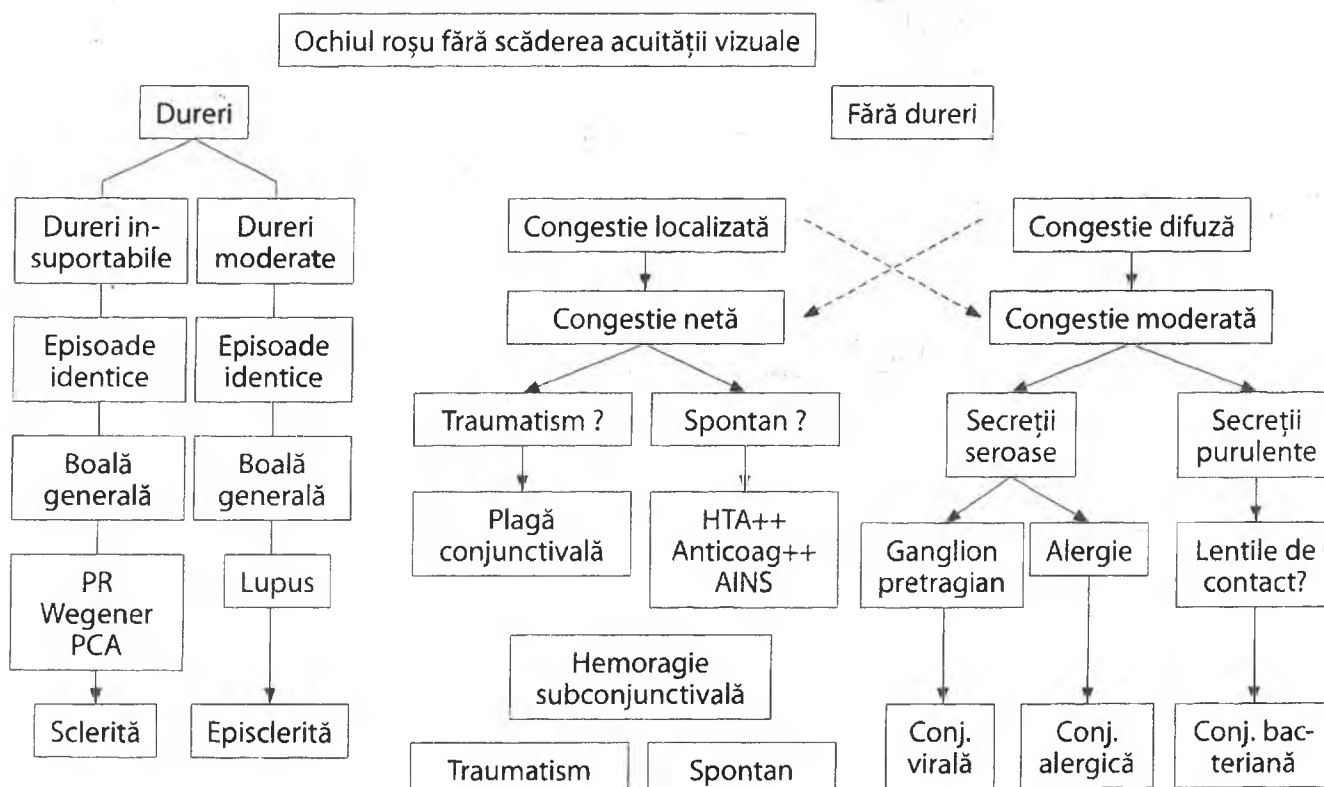 Ochiul roșu fără scăderea acuității vizuale
Dureri
Fără dureri
Dureri in-
suportabile
Dureri
moderate
Congestie localizată
Congestie difuză
Congestie netă
Congestie moderată
Episoade
identice
Episoade
identice
Traumatism ?
Spontan ?
Secreții
seroase
Secreții
purulente
Boală
generală
Boală
generală
Plagă
conjunctivală
HTA++
Anticoag++
AINS
Ganglion
pretragian
Alergie
Lentile de
contact?
PR
Wegener
PCA
Lupus
Hemoragie
subconjunctivală
Sclerită
Episclerită
Conj.
virală
Conj.
alergică
Conj. bac-
teriană
Traumatism
Spontan